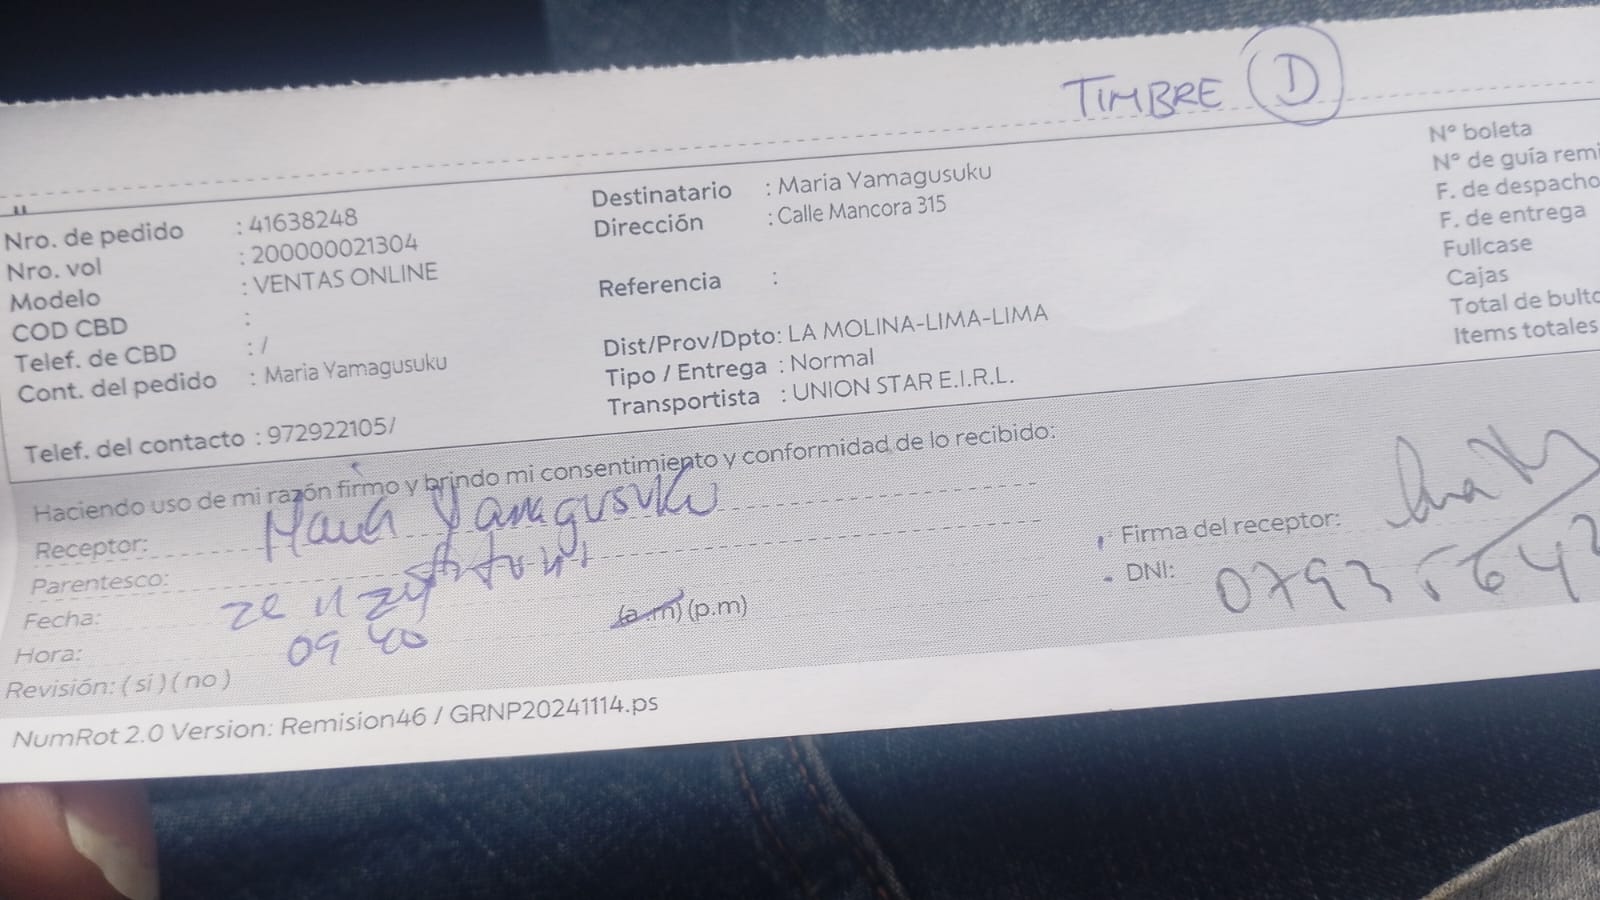 TIMBRE D
Nro. de pedido : 41638248
Nro. vol : 200000021304
Modelo : VENTAS ONLINE
COD CBD :
Telef. de CBD : /
Cont. del pedido : Maria Yamagusuku
Telef. del contacto : 972922105/
Destinatario : Maria Yamagusuku
Dirección : Calle Mancora 315
Referencia :
Dist/Prov/Dpto: LA MOLINA-LIMA-LIMA
Tipo / Entrega : Normal
Transportista : UNION STAR E.I.R.L.
N° boleta
N° de guía remi
F. de despacho
F. de entrega
Fullcase
Cajas
Total de bulto
Items totales
Haciendo uso de mi razón firmo y brindo mi consentimiento y conformidad de lo recibido:
Receptor: Maria Yamagusuku
Parentesco:
Fecha:
Hora: 09 40 (a.m) (p.m)
Revisión: ( si ) ( no )
Firma del receptor:
DNI: 0793 5642
NumRot 2.0 Version: Remision46 / GRNP20241114.ps